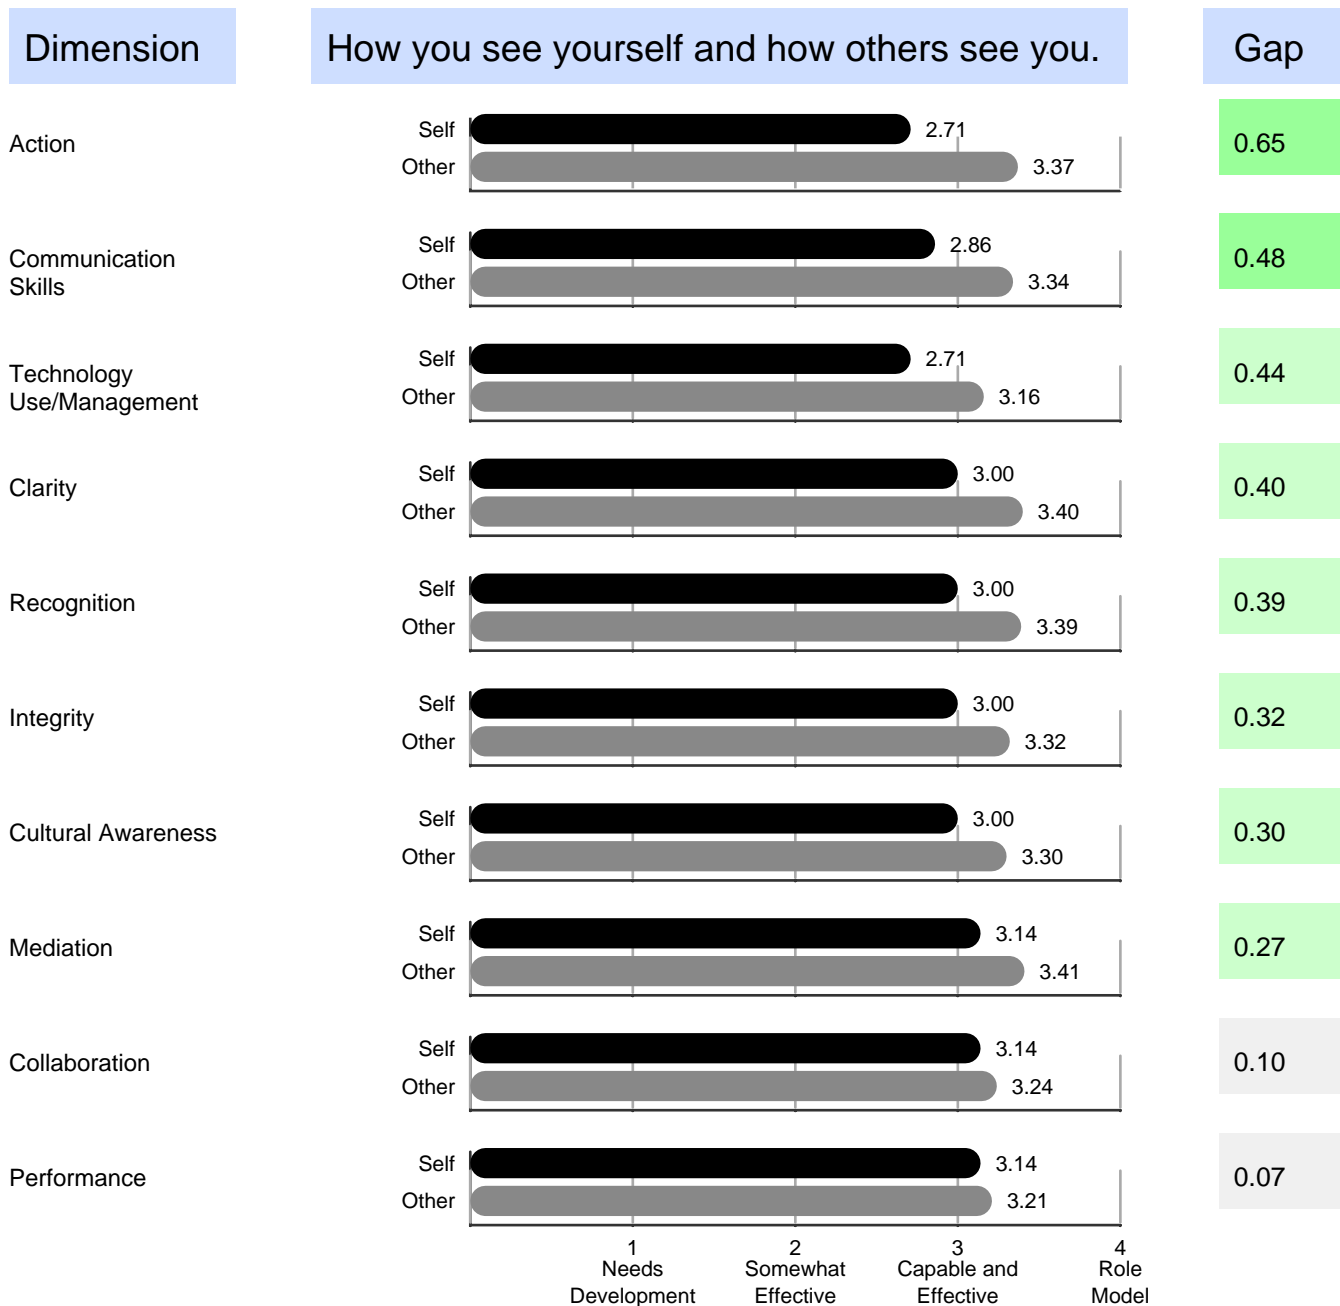 Dimension
How you see yourself and how others see you.
Gap
Action
Self
2.71
Other
3.37
0.65
Communication
Skills
Self
2.86
Other
3.34
0.48
Technology
Use/Management
Self
2.71
Other
3.16
0.44
Clarity
Self
3.00
Other
3.40
0.40
Recognition
Self
3.00
Other
3.39
0.39
Integrity
Self
3.00
Other
3.32
0.32
Cultural Awareness
Self
3.00
Other
3.30
0.30
Mediation
Self
3.14
Other
3.41
0.27
Collaboration
Self
3.14
Other
3.24
0.10
Performance
Self
3.14
Other
3.21
0.07
1
Needs
Development
2
Somewhat
Effective
3
Capable and
Effective
4
Role
Model